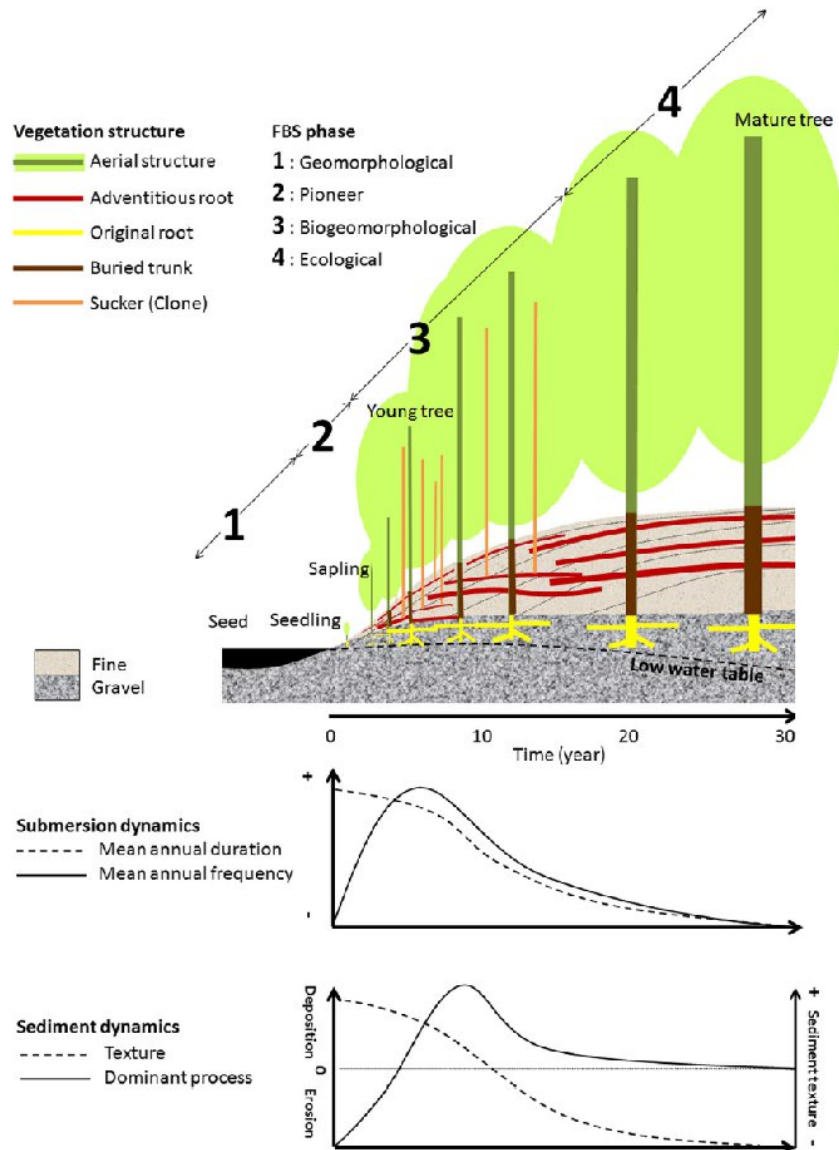 4
Mature tree
Vegetation structure
Aerial structure
Adventitious root
Original root
Buried trunk
Sucker (Clone)
FBS phase
1 : Geomorphological
2 : Pioneer
3 : Biogeomorphological
4 : Ecological
3
Young tree
2
1
Sapling
Seed
Seedling
Fine
Gravel
Low water table
0
10
20
30
Time (year)
Submersion dynamics
Mean annual duration
Mean annual frequency
+
-
Sediment dynamics
Texture
Dominant process
Deposition
0
Erosion
+
Sediment texture
-